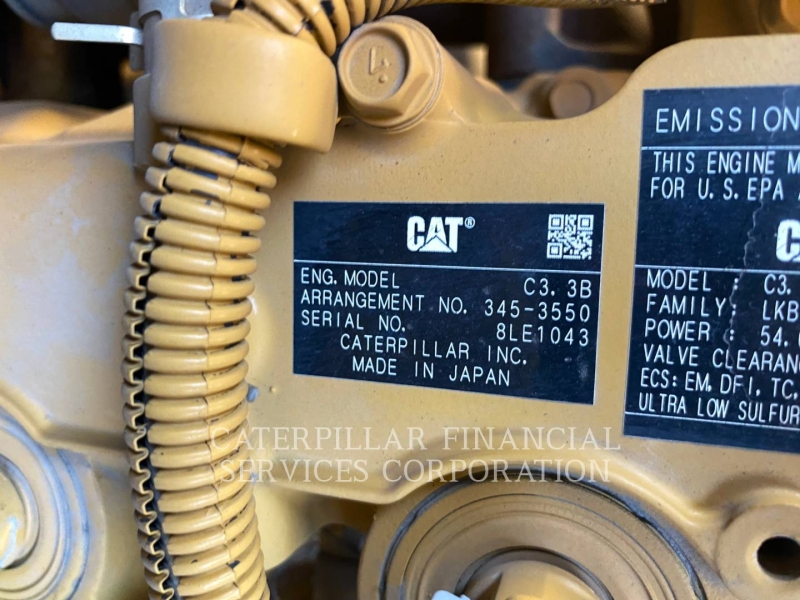 CAT®
ENG. MODEL C3.3B
ARRANGEMENT NO. 345-3550
SERIAL NO. 8LE1043
CATERPILLAR INC.
MADE IN JAPAN
EMISSION
THIS ENGINE M
FOR U.S. EPA
MODEL : C3.
FAMILY: LKB
POWER : 54.
VALVE CLEARAN
ECS: EM, DFI, TC,
ULTRA LOW SULFUR
CATERPILLAR FINANCIAL
SERVICES CORPORATION